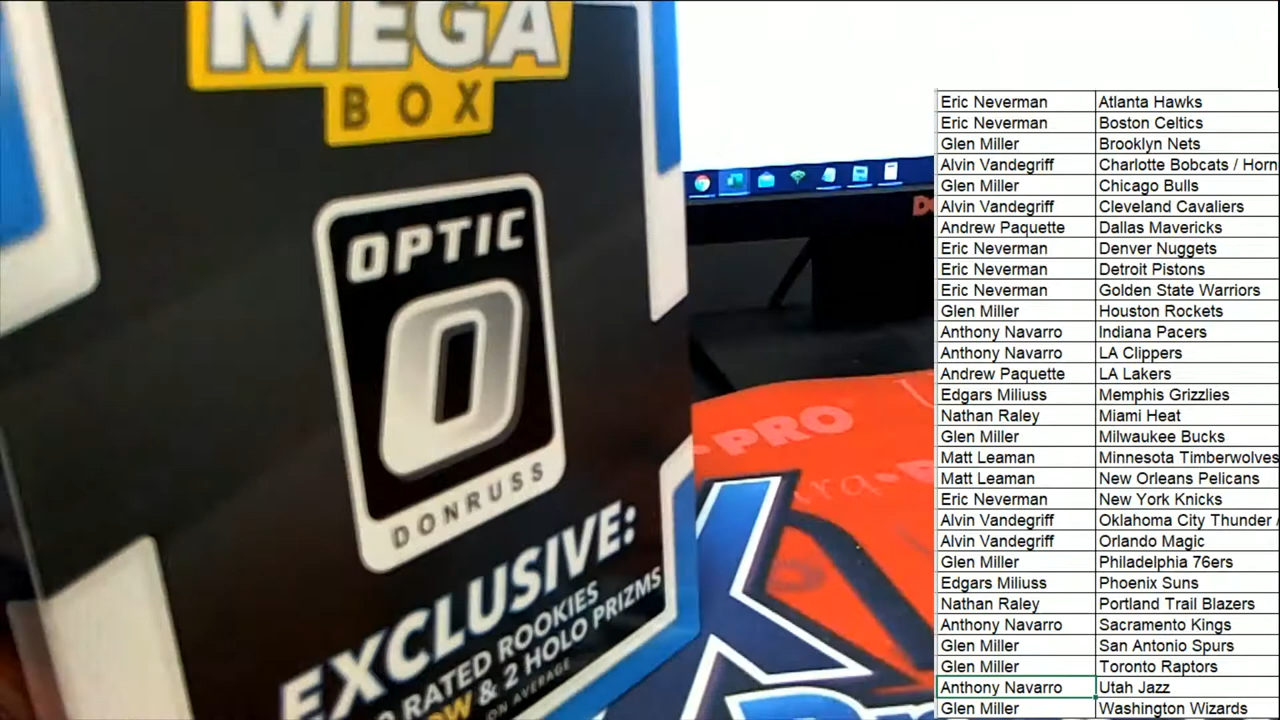 MEGA
BOX
OPTIC
O
DONRUSS
EXCLUSIVE:
RATED ROOKIES
& 2 HOLO PRIZMS
ON AVERAGE
PRO
Eric Neverman Atlanta Hawks
Eric Neverman Boston Celtics
Glen Miller Brooklyn Nets
Alvin Vandegriff Charlotte Bobcats / Horn
Glen Miller Chicago Bulls
Alvin Vandegriff Cleveland Cavaliers
Andrew Paquette Dallas Mavericks
Eric Neverman Denver Nuggets
Eric Neverman Detroit Pistons
Eric Neverman Golden State Warriors
Glen Miller Houston Rockets
Anthony Navarro Indiana Pacers
Anthony Navarro LA Clippers
Andrew Paquette LA Lakers
Edgars Miliuss Memphis Grizzlies
Nathan Raley Miami Heat
Glen Miller Milwaukee Bucks
Matt Leaman Minnesota Timberwolves
Matt Leaman New Orleans Pelicans
Eric Neverman New York Knicks
Alvin Vandegriff Oklahoma City Thunder
Alvin Vandegriff Orlando Magic
Glen Miller Philadelphia 76ers
Edgars Miliuss Phoenix Suns
Nathan Raley Portland Trail Blazers
Anthony Navarro Sacramento Kings
Glen Miller San Antonio Spurs
Glen Miller Toronto Raptors
Anthony Navarro Utah Jazz
Glen Miller Washington Wizards